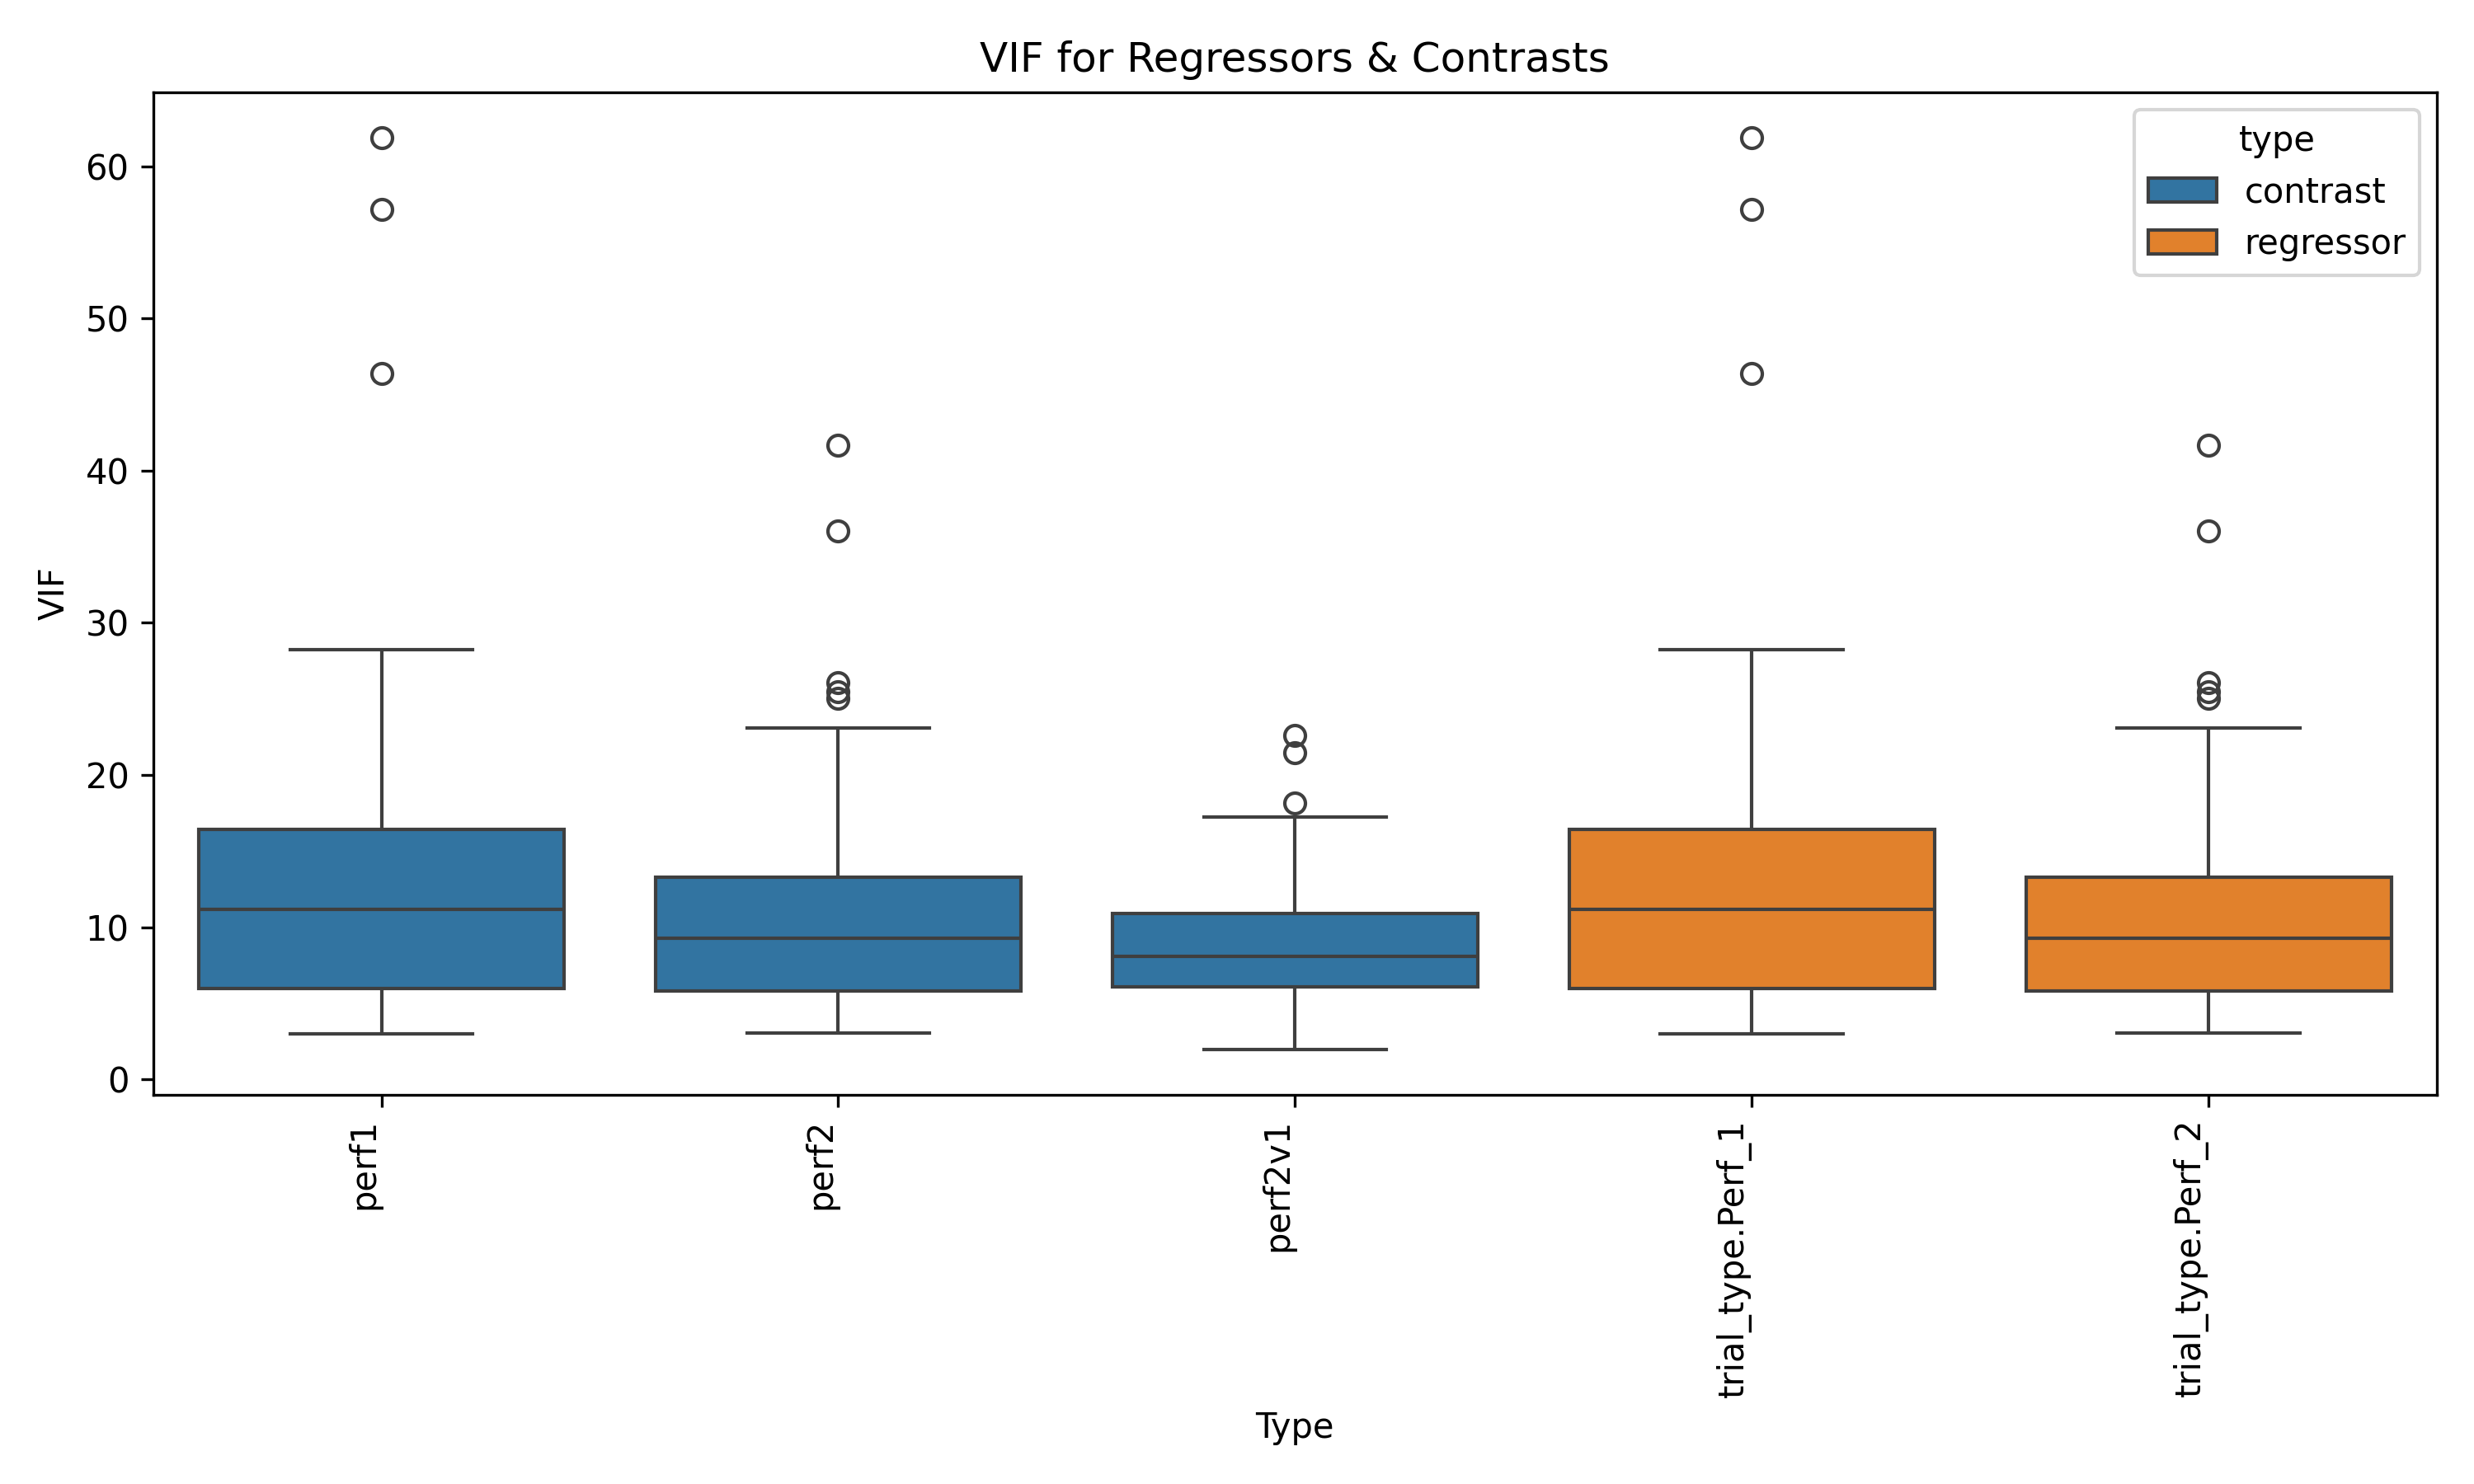 VIF for Regressors & Contrasts
type
contrast
regressor
VIF
60
50
40
30
20
10
0
perf1
perf2
perf2v1
trial_type.Perf_1
trial_type.Perf_2
Type